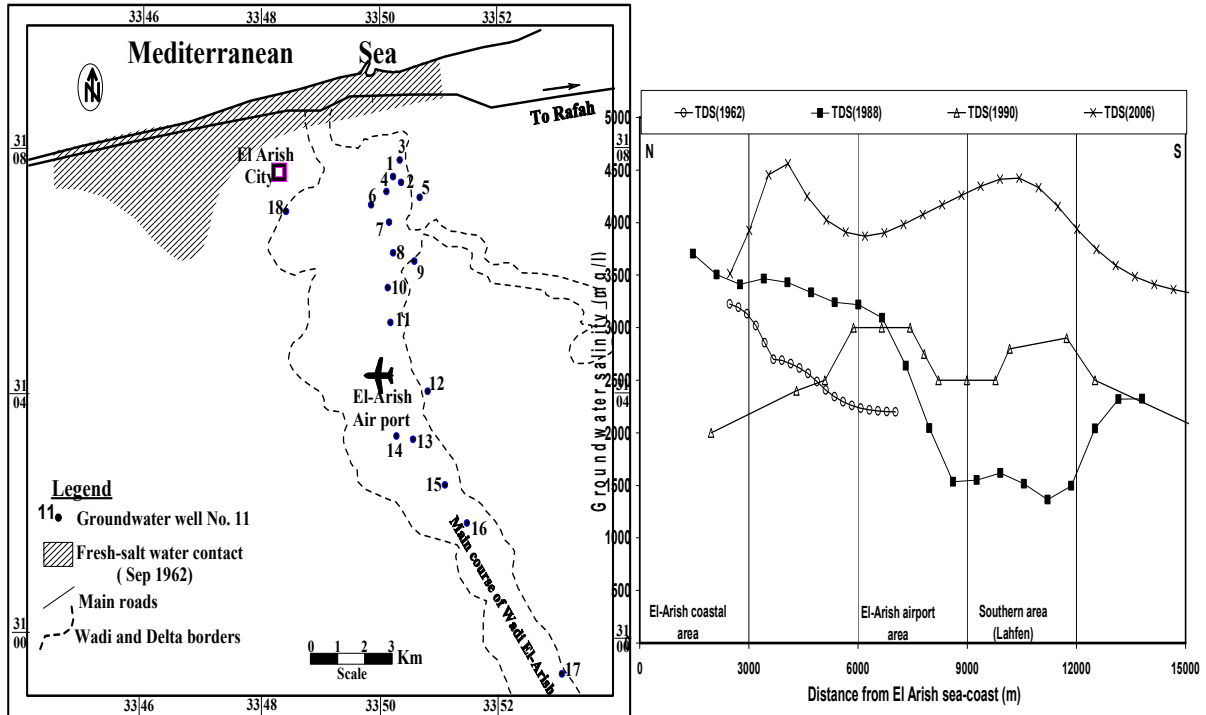 33 46
33 48
33 50
33 52
Mediterranean Sea
N
To Rafah
31
08
31
08
El Arish
City
3
1
4
2
5
6
18
7
8
9
10
11
31
04
31
04
12
El-Arish
Air port
14
13
15
16
17
Main course of Wadi El-Arish
Legend
11 Groundwater well No. 11
Fresh-salt water contact
( Sep 1962)
Main roads
Wadi and Delta borders
31
00
31
00
0 1 2 3 Km
Scale
33 46
33 48
33 50
33 52
TDS(1962)
TDS(1988)
TDS(1990)
TDS(2006)
N
S
5000
4500
4000
3500
3000
2500
2000
1500
1000
500
0
Groundwater salinity (mg/l)
El-Arish coastal
area
El-Arish airport
area
Southern area
(Lahfen)
0
3000
6000
9000
12000
15000
Distance from El Arish sea-coast (m)